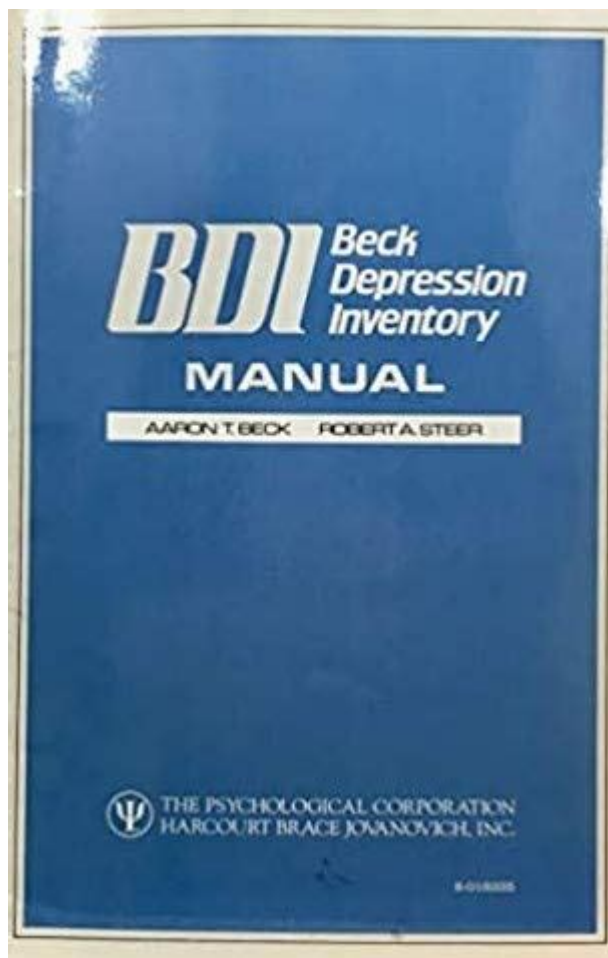 BDI Beck
Depression
Inventory
MANUAL
AARON T. BECK ROBERT A. STEER
THE PSYCHOLOGICAL CORPORATION
HARCOURT BRACE JOVANOVICH, INC.